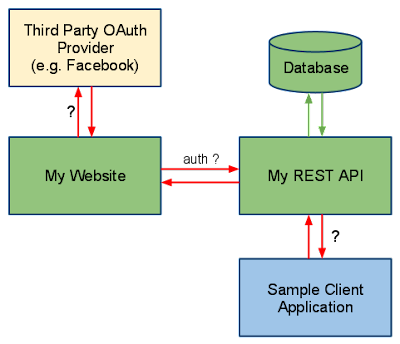 Third Party OAuth
Provider
(e.g. Facebook)
Database
?
My Website
auth ?
My REST API
?
Sample Client
Application